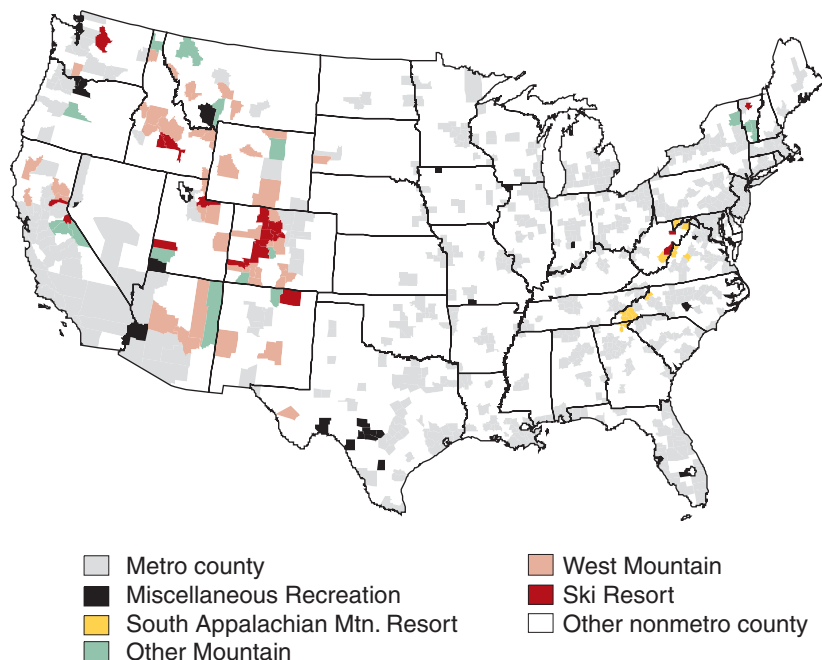 Metro county
Miscellaneous Recreation
South Appalachian Mtn. Resort
Other Mountain
West Mountain
Ski Resort
Other nonmetro county